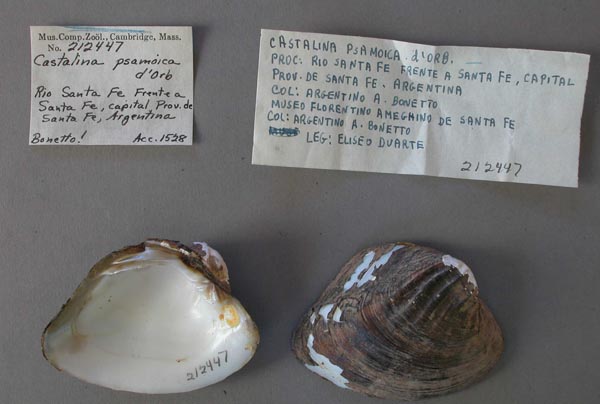 Mus.Comp.Zoöl., Cambridge, Mass.
No. 212447
Castalina psamoica
d'Orb
Rio Santa Fe Frente a
Santa Fe, capital Prov. de
Santa Fe, Argentina
Bonetto! Acc. 1528
CASTALINA PSAMOICA d'ORB.
PROC: RIO SANTA FE FRENTE A SANTA FE, CAPITAL
PROV. DE SANTA FE. ARGENTINA
COL: ARGENTINO A. BONETTO
MUSEO FLORENTINO AMEGHINO DE SANTA FE
COL: ARGENTINO A. BONETTO
LEG: ELISEO DUARTE
212447
212447